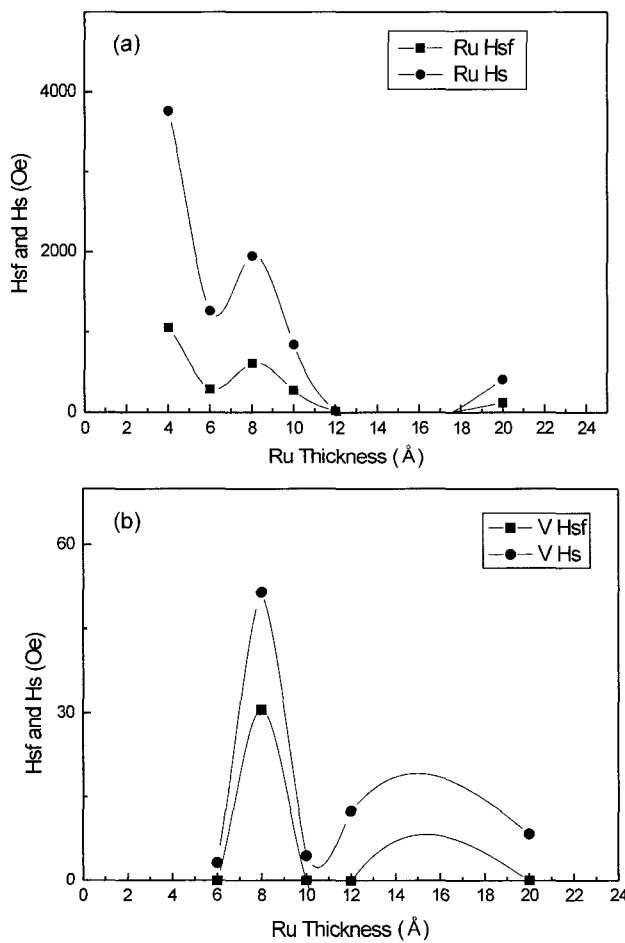 (a)
Ru Hsf
Ru Hs
Hsf and Hs (Oe)
4000
2000
0
0 2 4 6 8 10 12 14 16 18 20 22 24
Ru Thickness (Å)
(b)
V Hsf
V Hs
Hsf and Hs (Oe)
60
30
0
0 2 4 6 8 10 12 14 16 18 20 22 24
Ru Thickness (Å)